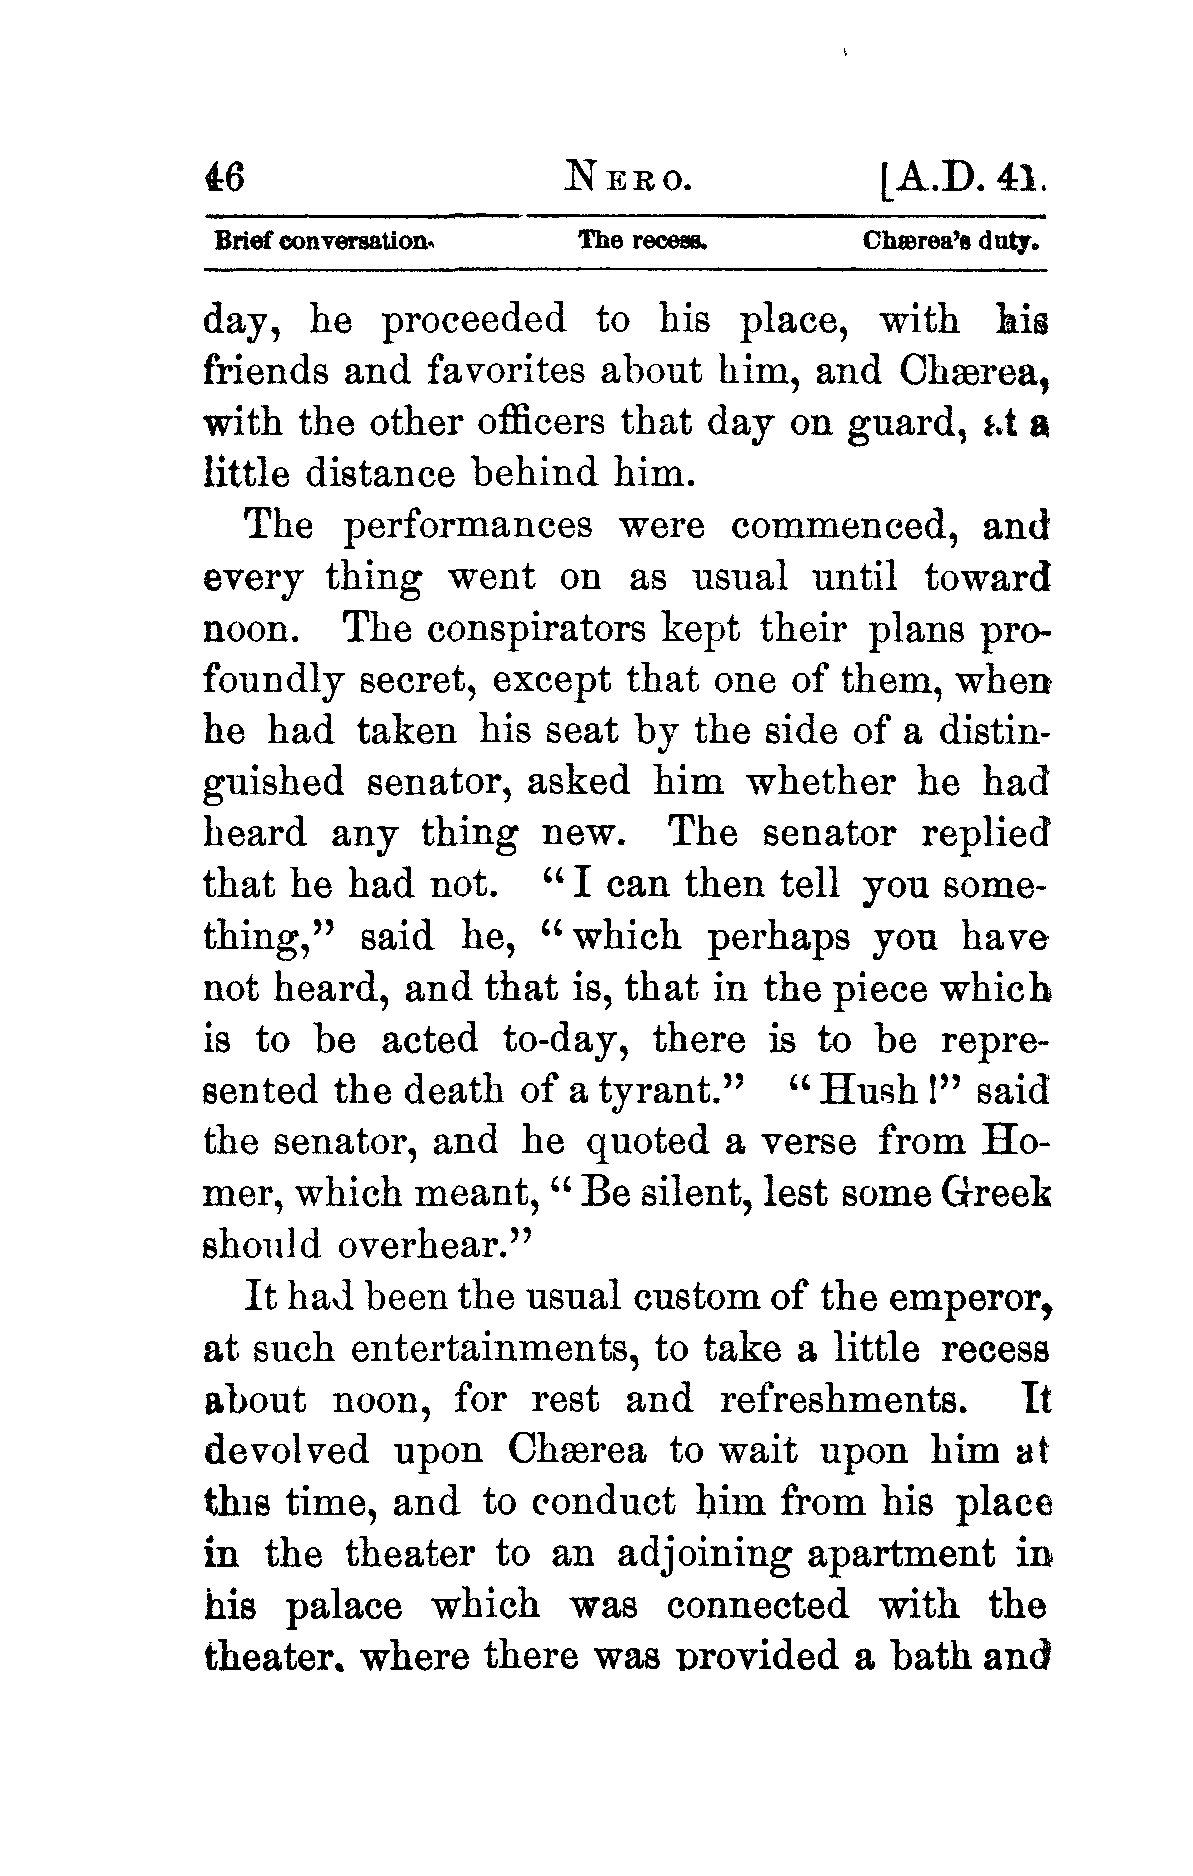 46 NERO. [A.D. 41.
Brief conversation. The recess. Chærea's duty.
day, he proceeded to his place, with his
friends and favorites about him, and Chærea,
with the other officers that day on guard, at a
little distance behind him.
The performances were commenced, and
every thing went on as usual until toward
noon. The conspirators kept their plans pro-
foundly secret, except that one of them, when
he had taken his seat by the side of a distin-
guished senator, asked him whether he had
heard any thing new. The senator replied
that he had not. "I can then tell you some-
thing," said he, "which perhaps you have
not heard, and that is, that in the piece which
is to be acted to-day, there is to be repre-
sented the death of a tyrant." "Hush!" said
the senator, and he quoted a verse from Ho-
mer, which meant, "Be silent, lest some Greek
should overhear."
It had been the usual custom of the emperor,
at such entertainments, to take a little recess
about noon, for rest and refreshments. It
devolved upon Chærea to wait upon him at
this time, and to conduct him from his place
in the theater to an adjoining apartment in
his palace which was connected with the
theater, where there was provided a bath and